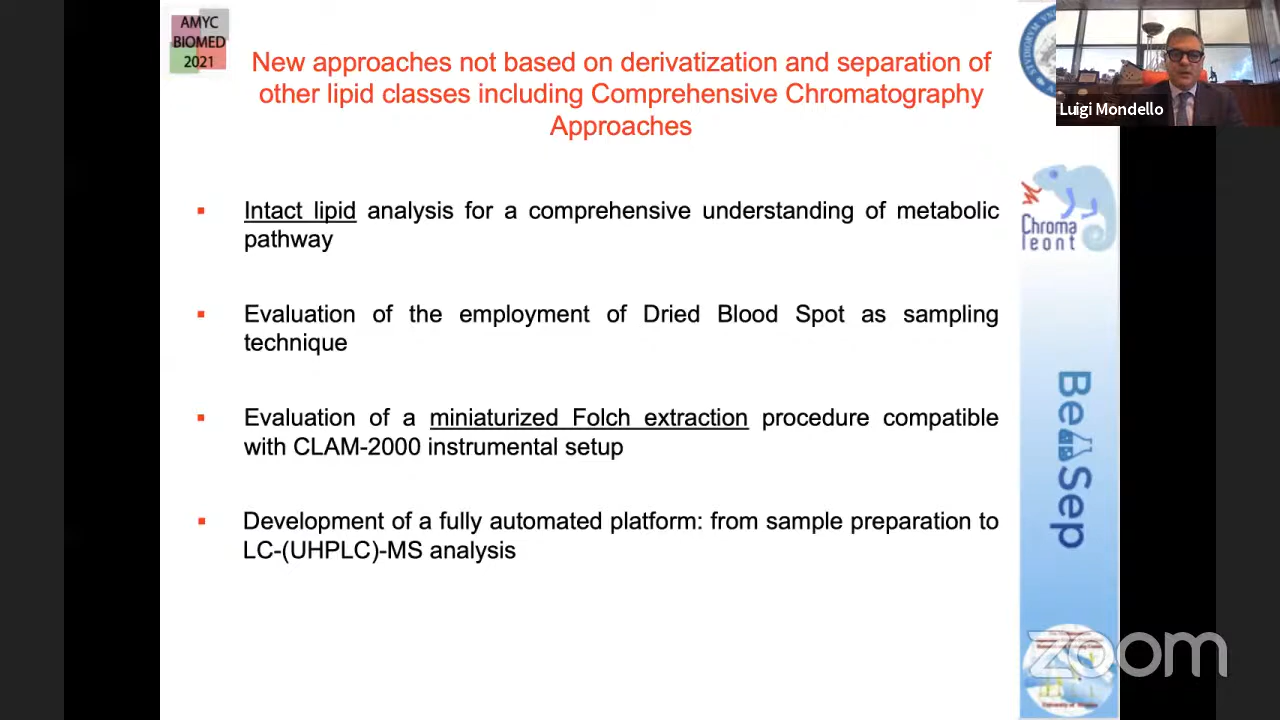 AMYC
BIOMED
2021
New approaches not based on derivatization and separation of
other lipid classes including Comprehensive Chromatography
Approaches
Luigi Mondello
Intact lipid analysis for a comprehensive understanding of metabolic
pathway
Chroma
leont
Evaluation of the employment of Dried Blood Spot as sampling
technique
Evaluation of a miniaturized Folch extraction procedure compatible
with CLAM-2000 instrumental setup
BeSep
Development of a fully automated platform: from sample preparation to
LC-(UHPLC)-MS analysis
zoom